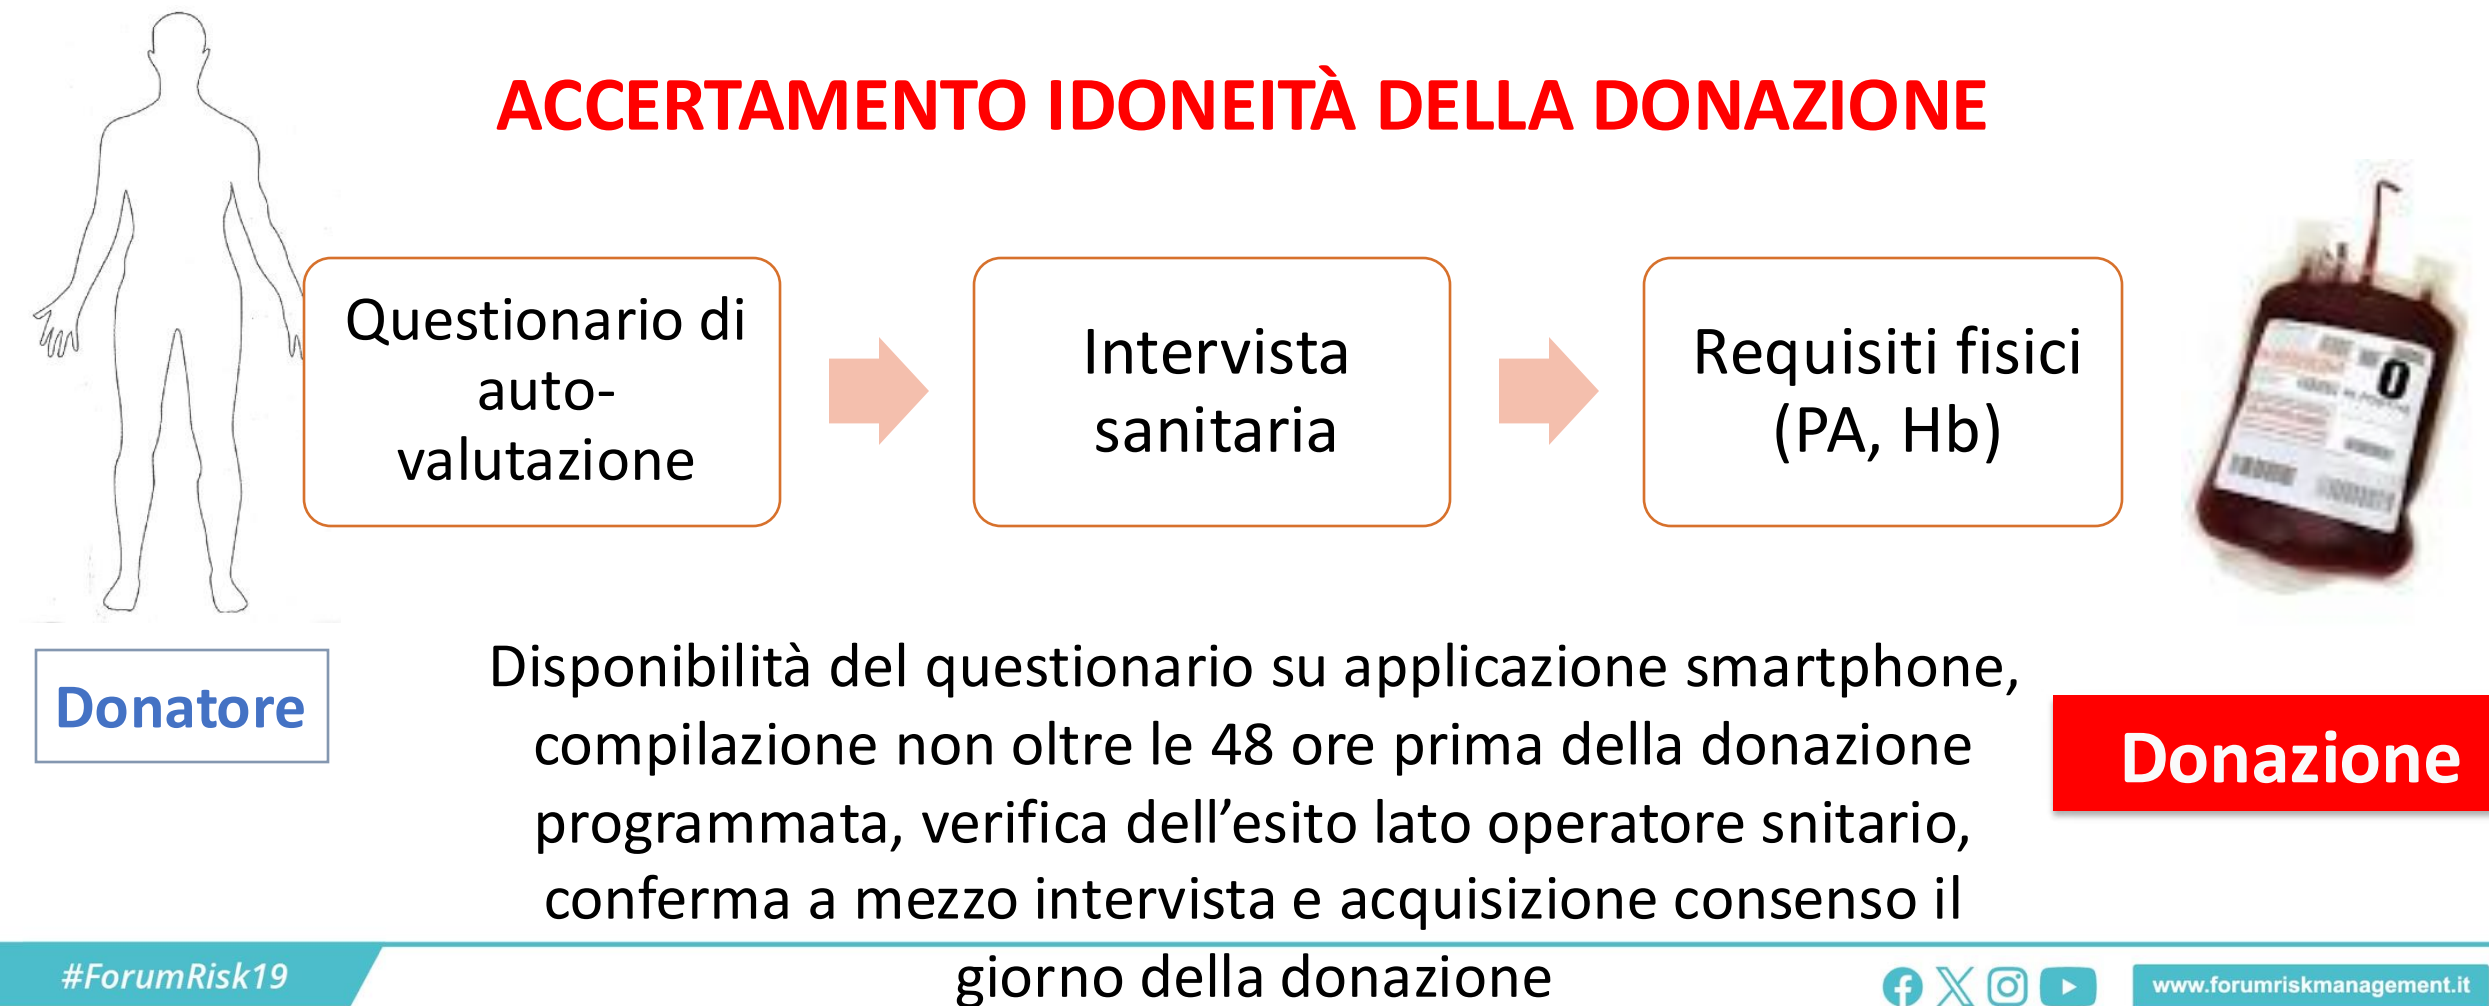 ACCERTAMENTO IDONEITÀ DELLA DONAZIONE
Questionario di
auto-
valutazione
Intervista
sanitaria
Requisiti fisici
(PA, Hb)
0
Donatore
Disponibilità del questionario su applicazione smartphone,
compilazione non oltre le 48 ore prima della donazione
programmata, verifica dell’esito lato operatore snitario,
conferma a mezzo intervista e acquisizione consenso il
giorno della donazione
Donazione
#ForumRisk19
www.forumriskmanagement.it